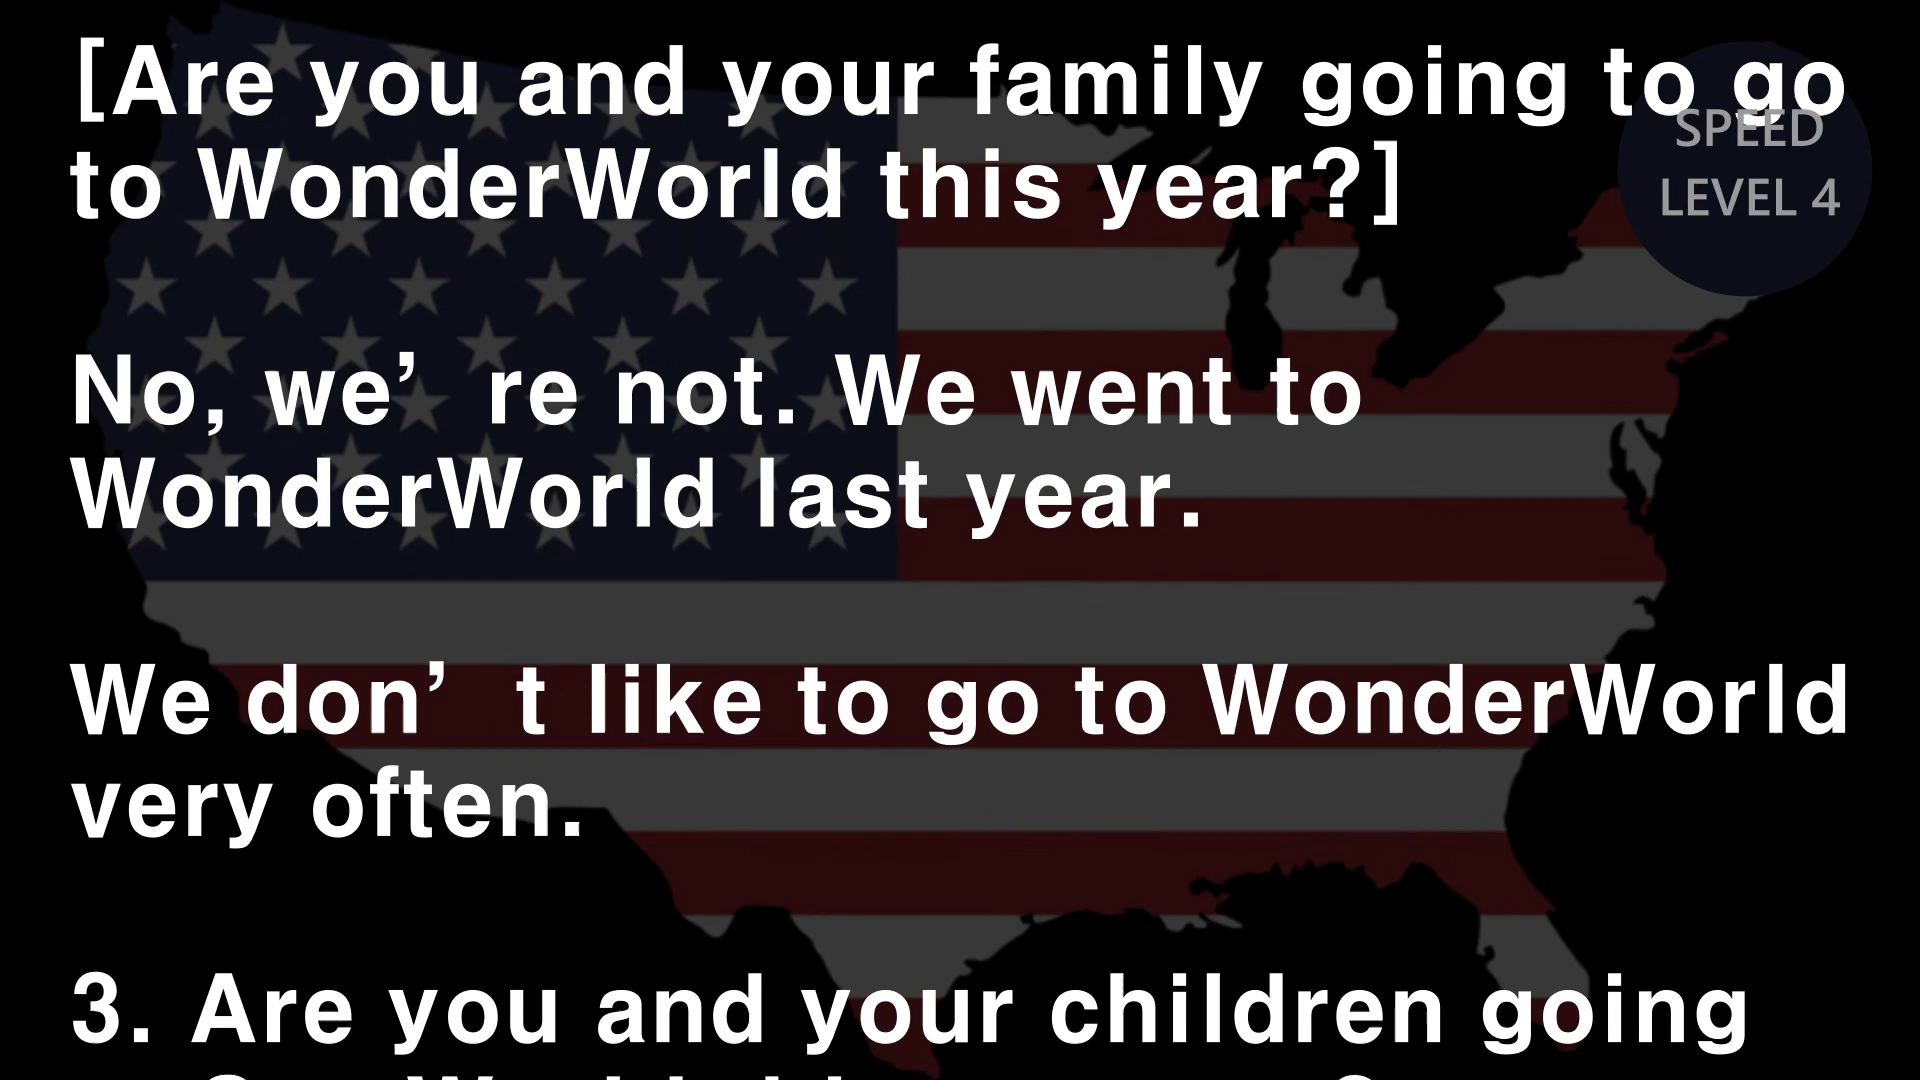 [Are you and your family going to go
to WonderWorld this year?]
SPEED
LEVEL 4
No, we’ re not. We went to
WonderWorld last year.
We don’ t like to go to WonderWorld
very often.
3. Are you and your children going